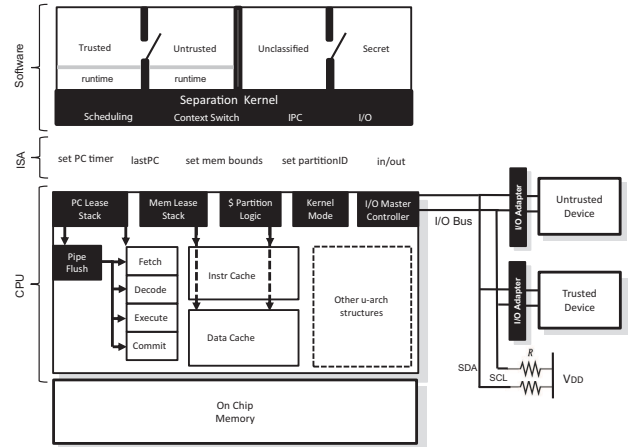 Software
Trusted
Untrusted
Unclassified
Secret
runtime
runtime
Separation Kernel
Scheduling
Context Switch
IPC
I/O
ISA
set PC timer
lastPC
set mem bounds
set partitionID
in/out
CPU
PC Lease
Stack
Mem Lease
Stack
$ Partition
Logic
Kernel
Mode
I/O Master
Controller
I/O Bus
I/O Adapter
Untrusted
Device
Pipe
Flush
Fetch
Decode
Execute
Commit
Instr Cache
Data Cache
Other u-arch
structures
I/O Adapter
Trusted
Device
SDA
SCL
R
VDD
On Chip
Memory